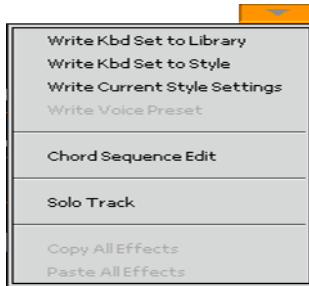 Write Kbd Set to Library
Write Kbd Set to Style
Write Current Style Settings
Write Voice Preset
Chord Sequence Edit
Solo Track
Copy All Effects
Paste All Effects